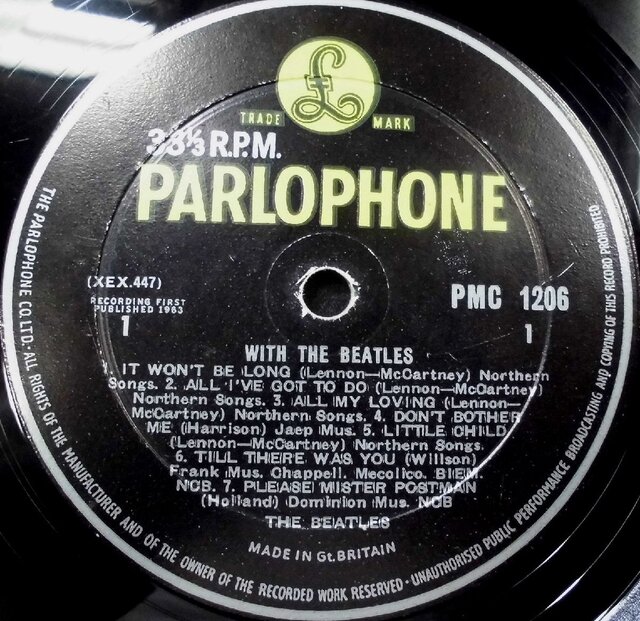 £
TRADE MARK
33⅓ R.P.M.
PARLOPHONE
(XEX.447)
RECORDING FIRST
PUBLISHED 1963
1
PMC 1206
1
WITH THE BEATLES
1. IT WON'T BE LONG (Lennon—McCartney) Northern
Songs. 2. ALL I'VE GOT TO DO (Lennon—McCartney)
Northern Songs. 3. ALL MY LOVING (Lennon—
McCartney) Northern Songs. 4. DON'T BOTHER
ME (Harrison) Jaep Mus. 5. LITTLE CHILD
(Lennon—McCartney) Northern Songs
6. TILL THERE WAS YOU (Willson)
Frank Mus. Chappell. Mecolico. BIEM.
NCB. 7. PLEASE MISTER POSTMAN
(Holland) Dominion Mus. NCB
THE BEATLES
MADE IN Gt. BRITAIN
THE PARLOPHONE CO. LTD. · ALL RIGHTS OF THE MANUFACTURER AND OF THE OWNER OF THE RECORDED WORK RESERVED · UNAUTHORISED PUBLIC PERFORMANCE BROADCASTING AND COPYING OF THIS RECORD PROHIBITED